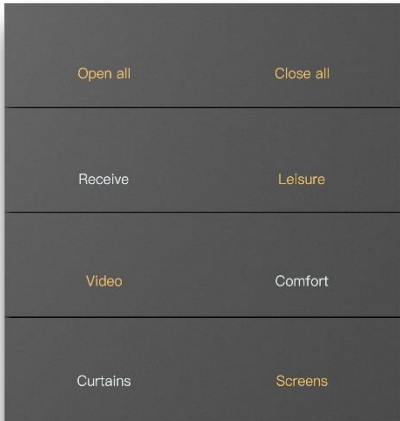 Open all
Close all
Receive
Leisure
Video
Comfort
Curtains
Screens